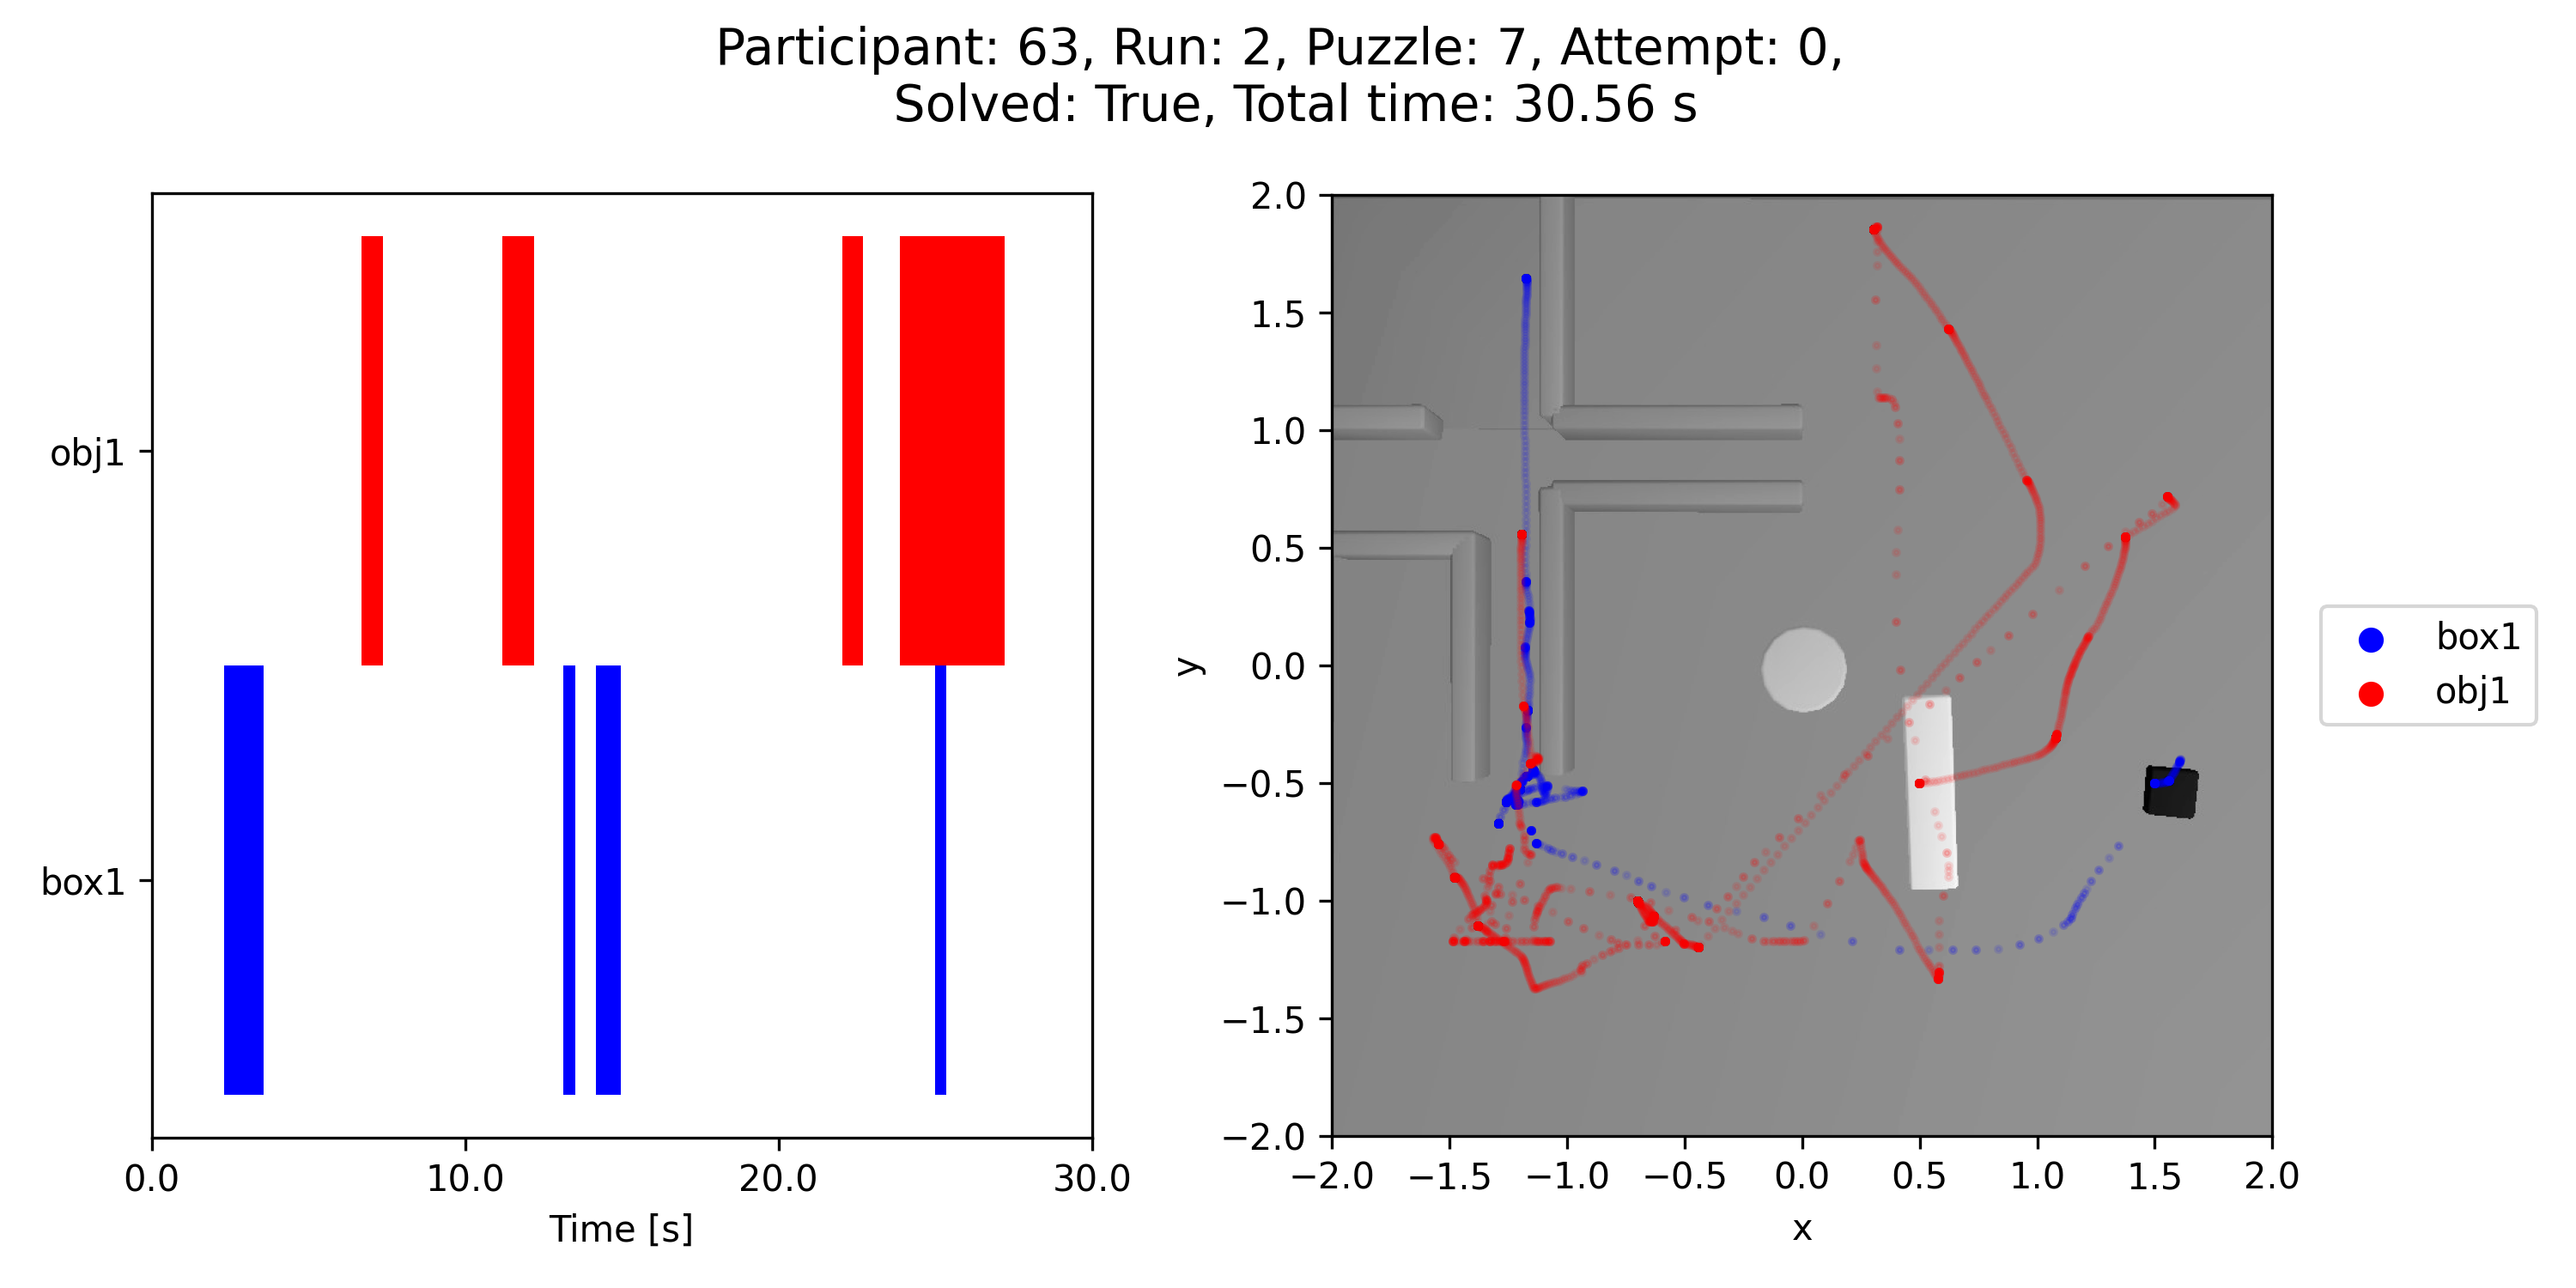 Participant: 63, Run: 2, Puzzle: 7, Attempt: 0,
Solved: True, Total time: 30.56 s
obj1
box1
0.0 10.0 20.0 30.0
Time [s]
2.0
1.5
1.0
0.5
0.0
−0.5
−1.0
−1.5
−2.0
y
−2.0 −1.5 −1.0 −0.5 0.0 0.5 1.0 1.5 2.0
x
box1
obj1